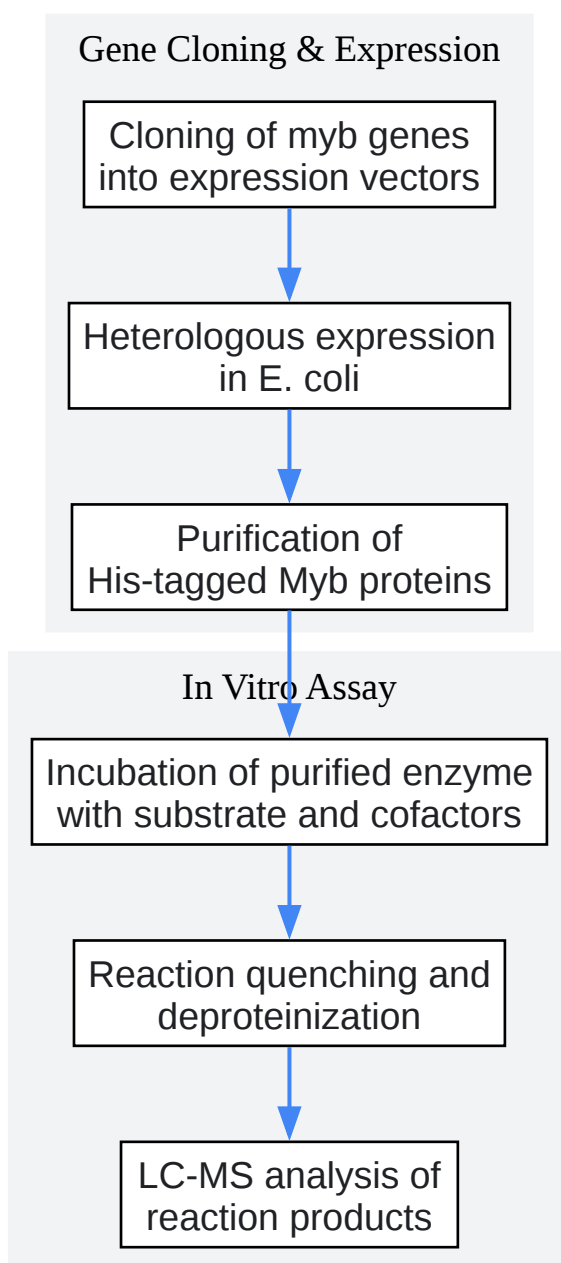 Gene Cloning & Expression
Cloning of myb genes
into expression vectors
Heterologous expression
in E. coli
Purification of
His-tagged Myb proteins
In Vitro Assay
Incubation of purified enzyme
with substrate and cofactors
Reaction quenching and
deproteinization
LC-MS analysis of
reaction products